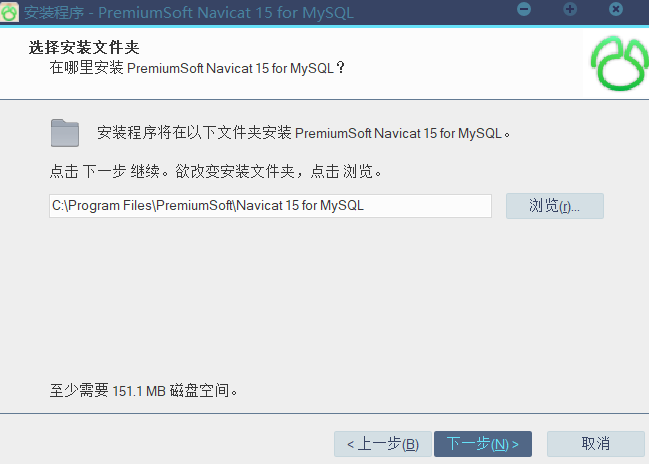 安装程序 - PremiumSoft Navicat 15 for MySQL
选择安装文件夹
在哪里安装 PremiumSoft Navicat 15 for MySQL？
安装程序将在以下文件夹安装 PremiumSoft Navicat 15 for MySQL。
点击 下一步 继续。欲改变安装文件夹，点击 浏览。
C:\Program Files\PremiumSoft\Navicat 15 for MySQL
浏览(r)...
至少需要 151.1 MB 磁盘空间。
< 上一步(B)
下一步(N) >
取消